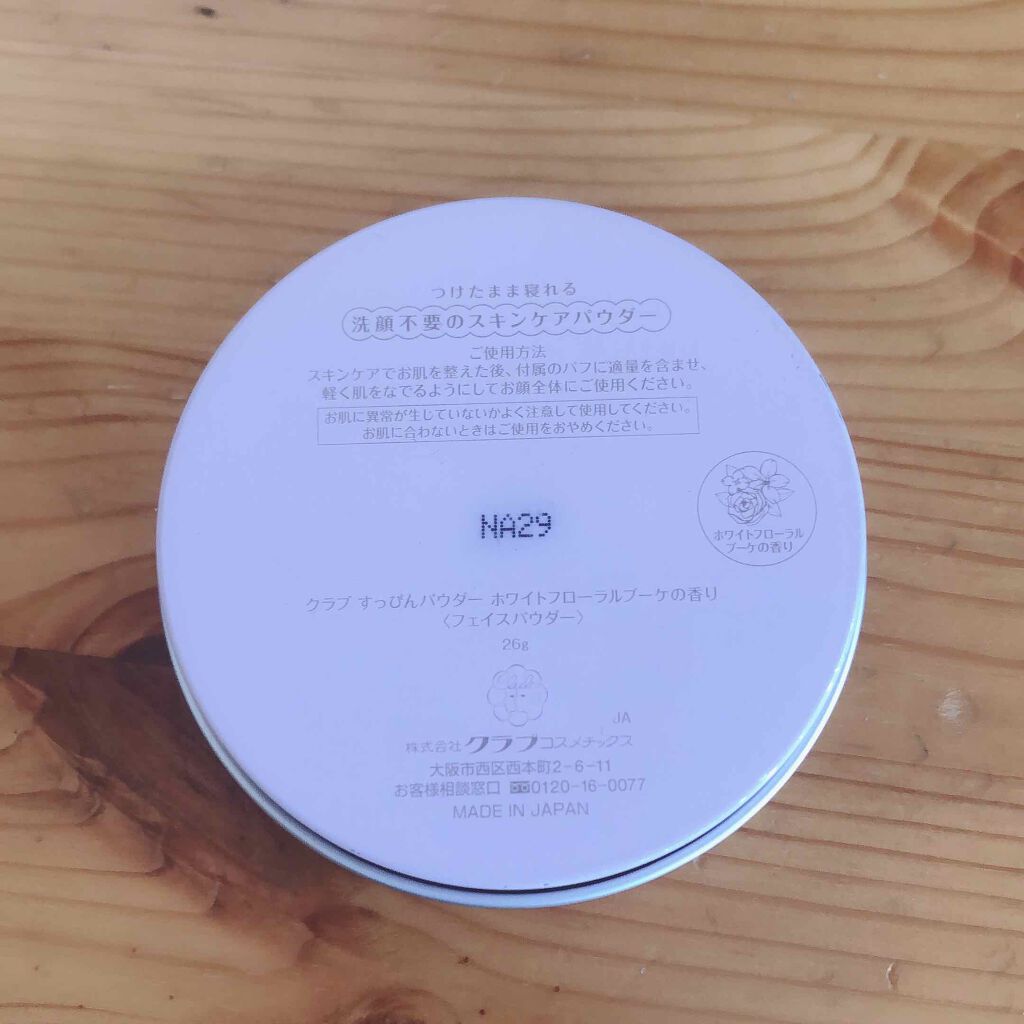 つけたまま寝れる
洗顔不要のスキンケアパウダー
ご使用方法
スキンケアでお肌を整えた後、付属のパフに適量を含ませ、
軽く肌をなでるようにしてお顔全体にご使用ください。
お肌に異常が生じていないかよく注意して使用してください。
お肌に合わないときはご使用をおやめください。
ホワイトフローラル
ブーケの香り
NA29
クラブ すっぴんパウダー ホワイトフローラルブーケの香り
〈フェイスパウダー〉
26g
JA
株式会社 クラブコスメチックス
大阪市西区西本町2-6-11
お客様相談窓口 0120-16-0077
MADE IN JAPAN